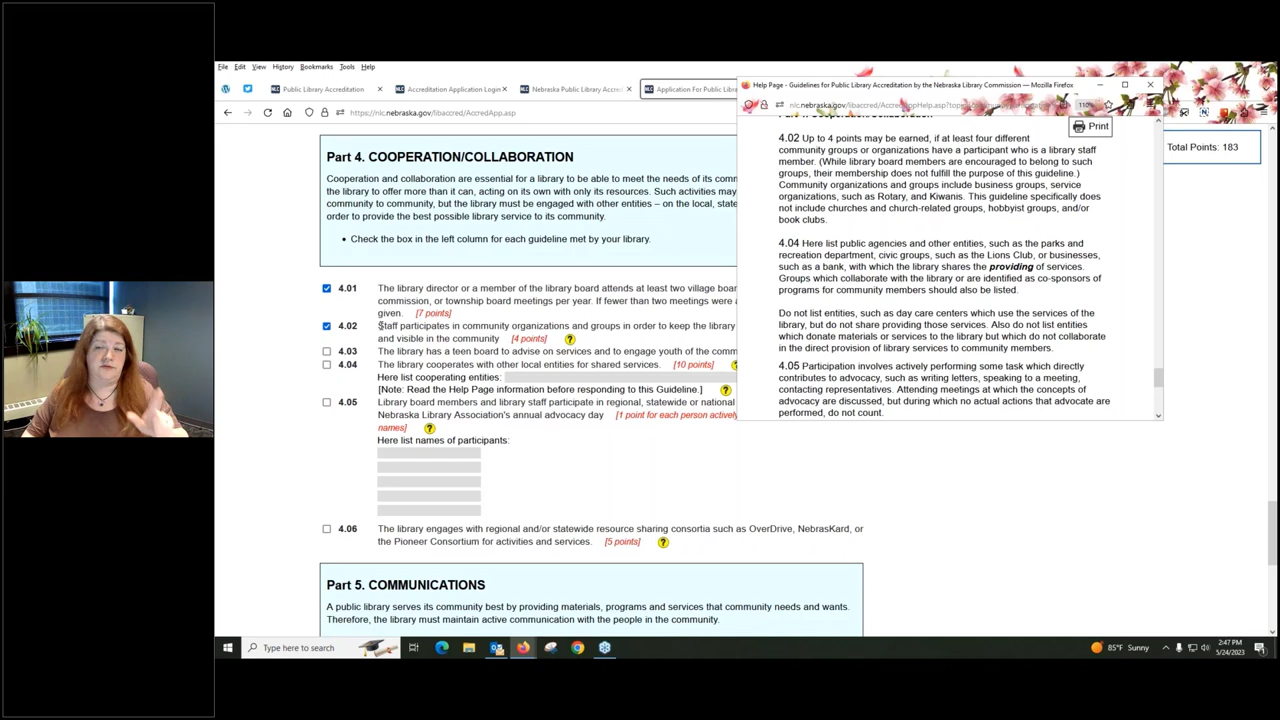 File Edit View History Bookmarks Tools Help
Public Library Accreditation
Accreditation Application Login
Nebraska Public Library Accred
Application For Public Lib
https://nlc.nebraska.gov/libaccred/AccredApp.asp
Part 4. COOPERATION/COLLABORATION
Cooperation and collaboration are essential for a library to be able to meet the needs of its com
the library to offer more than it can, acting on its own with only its resources. Such activities may
community to community, but the library must be engaged with other entities – on the local, state
order to provide the best possible library service to its community.
• Check the box in the left column for each guideline met by your library.
4.01 The library director or a member of the library board attends at least two village boa
commission, or township board meetings per year. If fewer than two meetings were a
given. [7 points]
4.02 Staff participates in community organizations and groups in order to keep the library
and visible in the community [4 points] ?
4.03 The library has a teen board to advise on services and to engage youth of the comm
4.04 The library cooperates with other local entities for shared services. [10 points] ?
Here list cooperating entities:
[Note: Read the Help Page information before responding to this Guideline.] ?
4.05 Library board members and library staff participate in regional, statewide or national
Nebraska Library Association's annual advocacy day [1 point for each person actively
names] ?
Here list names of participants:
4.06 The library engages with regional and/or statewide resource sharing consortia such as OverDrive, NebrasKard, or
the Pioneer Consortium for activities and services. [5 points] ?
Part 5. COMMUNICATIONS
A public library serves its community best by providing materials, programs and services that community needs and wants.
Therefore, the library must maintain active communication with the people in the community.
Help Page - Guidelines for Public Library Accreditation by the Nebraska Library Commission — Mozilla Firefox
110%
Print
4.02 Up to 4 points may be earned, if at least four different
community groups or organizations have a participant who is a library staff
member. (While library board members are encouraged to belong to such
groups, their membership does not fulfill the purpose of this guideline.)
Community organizations and groups include business groups, service
organizations, such as Rotary, and Kiwanis. This guideline specifically does
not include churches and church-related groups, hobbyist groups, and/or
book clubs.
4.04 Here list public agencies and other entities, such as the parks and
recreation department, civic groups, such as the Lions Club, or businesses,
such as a bank, with which the library shares the providing of services.
Groups which collaborate with the library or are identified as co-sponsors of
programs for community members should also be listed.
Do not list entities, such as day care centers which use the services of the
library, but do not share providing those services. Also do not list entities
which donate materials or services to the library but which do not collaborate
in the direct provision of library services to community members.
4.05 Participation involves actively performing some task which directly
contributes to advocacy, such as writing letters, speaking to a meeting,
contacting representatives. Attending meetings at which the concepts of
advocacy are discussed, but during which no actual actions that advocate are
performed, do not count.
Total Points: 183
Type here to search
85°F Sunny
2:47 PM
5/24/2023